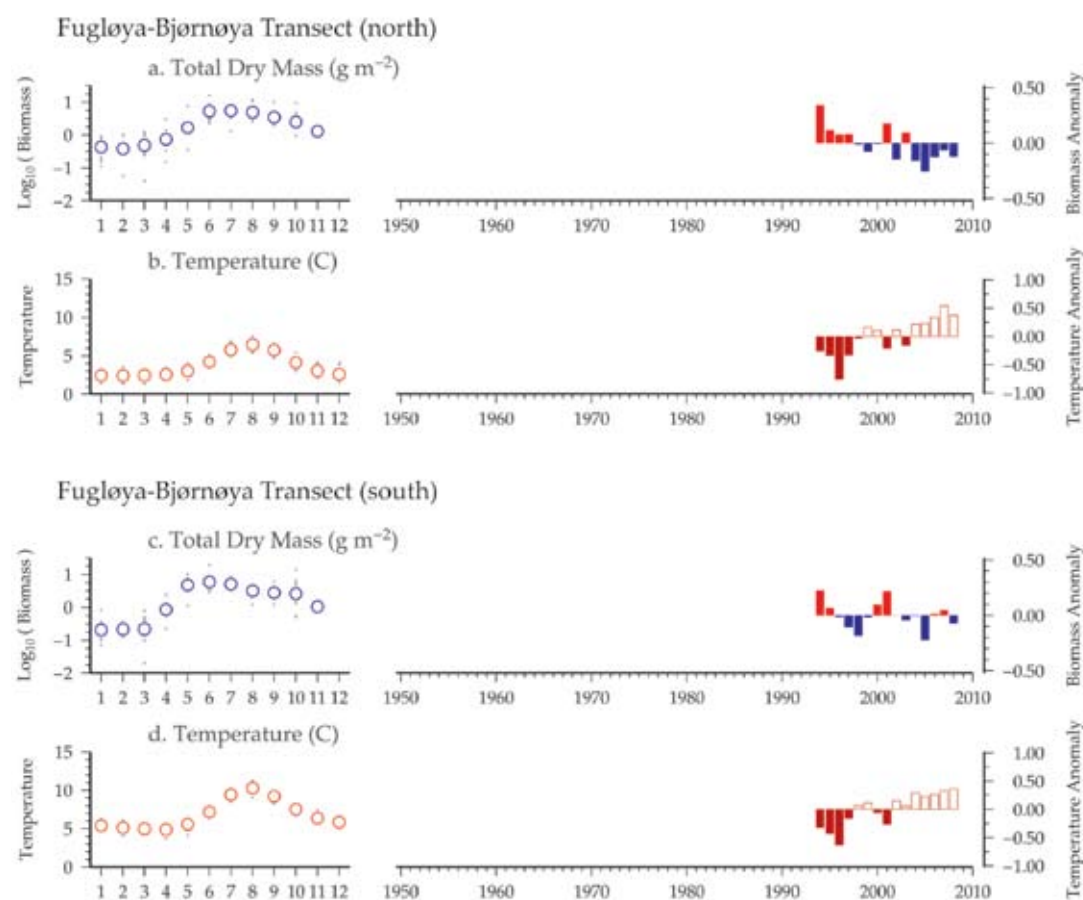 Fugløya-Bjørnøya Transect (north)
a. Total Dry Mass (g m⁻²)
Log₁₀ ( Biomass )
1
0
−1
−2
1 2 3 4 5 6 7 8 9 10 11 12
1950 1960 1970 1980 1990 2000 2010
0.50
0.00
−0.50
Biomass Anomaly
b. Temperature (C)
Temperature
15
10
5
0
1 2 3 4 5 6 7 8 9 10 11 12
1950 1960 1970 1980 1990 2000 2010
1.00
0.50
0.00
−0.50
−1.00
Temperature Anomaly
Fugløya-Bjørnøya Transect (south)
c. Total Dry Mass (g m⁻²)
Log₁₀ ( Biomass )
1
0
−1
−2
1 2 3 4 5 6 7 8 9 10 11 12
1950 1960 1970 1980 1990 2000 2010
0.50
0.00
−0.50
Biomass Anomaly
d. Temperature (C)
Temperature
15
10
5
0
1 2 3 4 5 6 7 8 9 10 11 12
1950 1960 1970 1980 1990 2000 2010
1.00
0.50
0.00
−0.50
−1.00
Temperature Anomaly